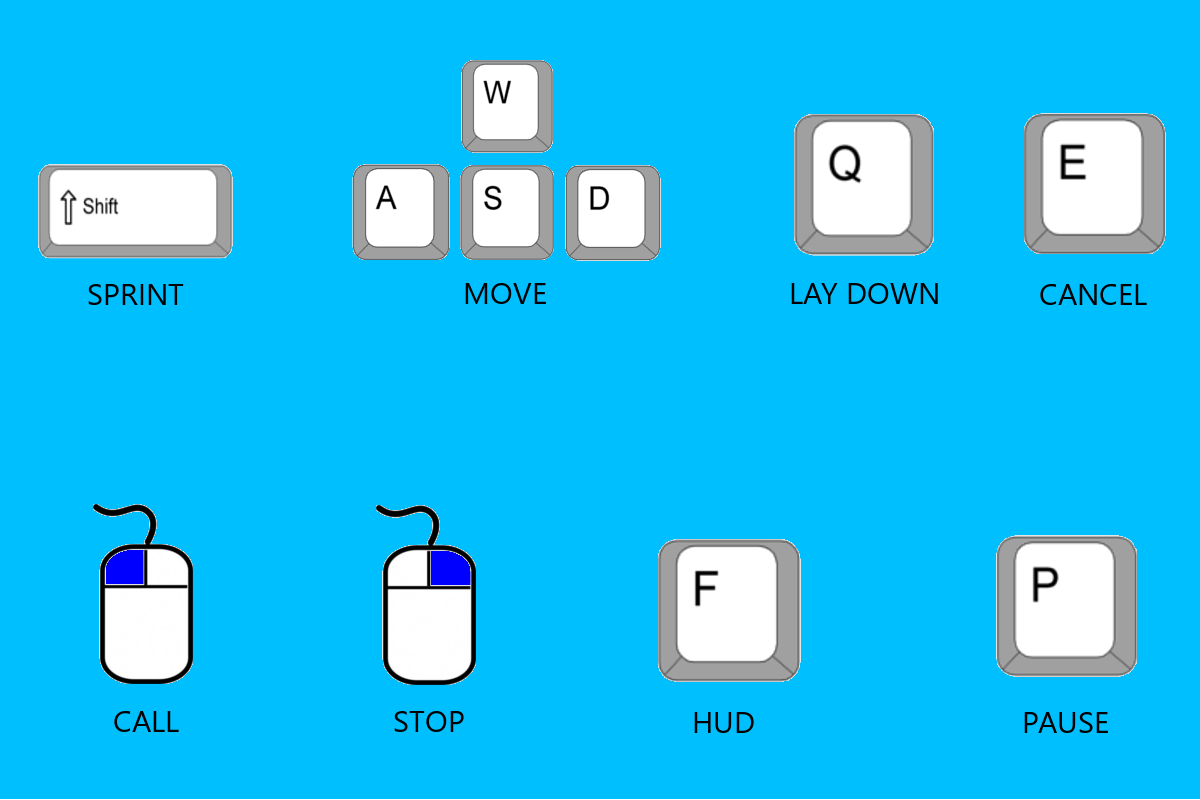 W
A
S
D
Q
E
⇧ Shift
SPRINT
MOVE
LAY DOWN
CANCEL
F
P
CALL
STOP
HUD
PAUSE